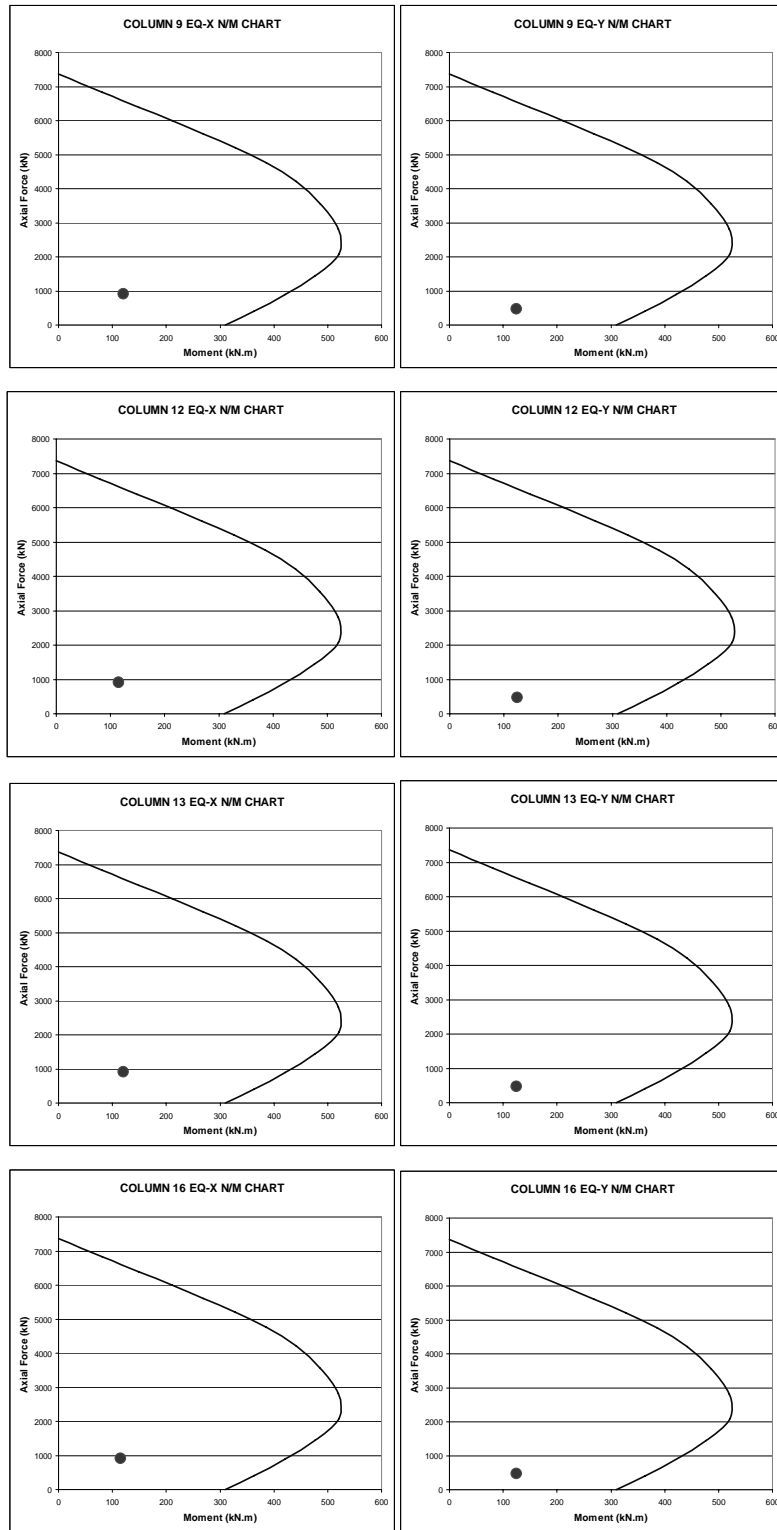 COLUMN 9 EQ-X N/M CHART
8000
7000
6000
5000
4000
3000
2000
1000
0
Axial Force (kN)
0 100 200 300 400 500 600
Moment (kN.m)
COLUMN 9 EQ-Y N/M CHART
8000
7000
6000
5000
4000
3000
2000
1000
0
Axial Force (kN)
0 100 200 300 400 500 600
Moment (kN.m)
COLUMN 12 EQ-X N/M CHART
8000
7000
6000
5000
4000
3000
2000
1000
0
Axial Force (kN)
0 100 200 300 400 500 600
Moment (kN.m)
COLUMN 12 EQ-Y N/M CHART
8000
7000
6000
5000
4000
3000
2000
1000
0
Axial Force (kN)
0 100 200 300 400 500 600
Moment (kN.m)
COLUMN 13 EQ-X N/M CHART
8000
7000
6000
5000
4000
3000
2000
1000
0
Axial Force (kN)
0 100 200 300 400 500 600
Moment (kN.m)
COLUMN 13 EQ-Y N/M CHART
8000
7000
6000
5000
4000
3000
2000
1000
0
Axial Force (kN)
0 100 200 300 400 500 600
Moment (kN.m)
COLUMN 16 EQ-X N/M CHART
8000
7000
6000
5000
4000
3000
2000
1000
0
Axial Force (kN)
0 100 200 300 400 500 600
Moment (kN.m)
COLUMN 16 EQ-Y N/M CHART
8000
7000
6000
5000
4000
3000
2000
1000
0
Axial Force (kN)
0 100 200 300 400 500 600
Moment (kN.m)